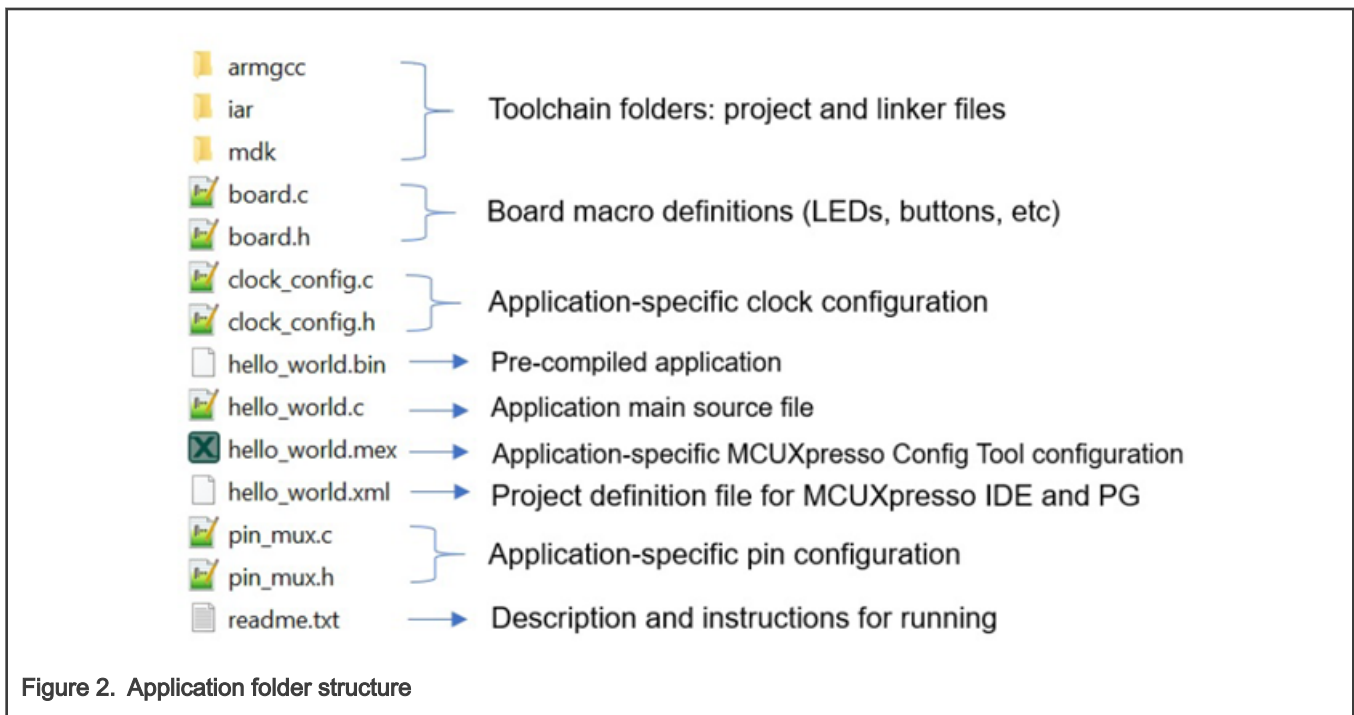 armgcc
iar
mdk
Toolchain folders: project and linker files
board.c
board.h
Board macro definitions (LEDs, buttons, etc)
clock_config.c
clock_config.h
Application-specific clock configuration
hello_world.bin Pre-compiled application
hello_world.c Application main source file
hello_world.mex Application-specific MCUXpresso Config Tool configuration
hello_world.xml Project definition file for MCUXpresso IDE and PG
pin_mux.c
pin_mux.h
Application-specific pin configuration
readme.txt Description and instructions for running
Figure 2. Application folder structure